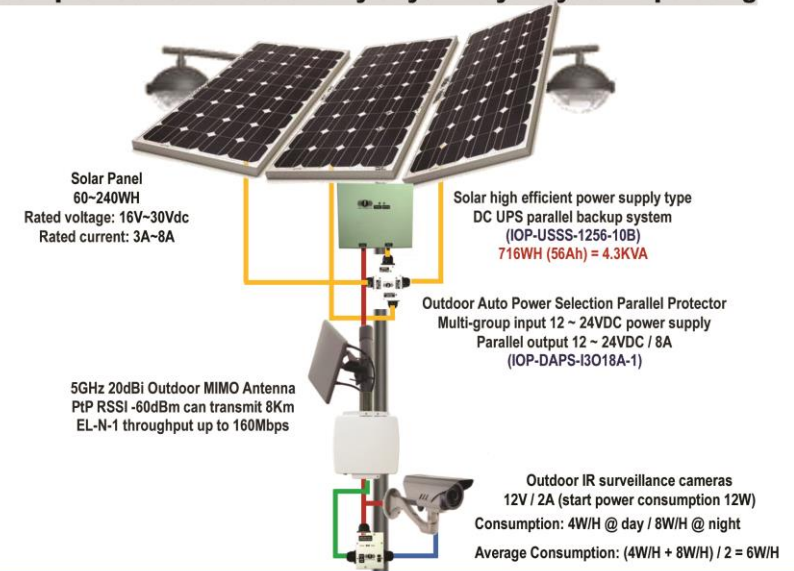 Solar Panel
60~240WH
Rated voltage: 16V~30Vdc
Rated current: 3A~8A
Solar high efficient power supply type
DC UPS parallel backup system
(IOP-USSS-1256-10B)
716WH (56Ah) = 4.3KVA
Outdoor Auto Power Selection Parallel Protector
Multi-group input 12 ~ 24VDC power supply
Parallel output 12 ~ 24VDC / 8A
(IOP-DAPS-I3O18A-1)
5GHz 20dBi Outdoor MIMO Antenna
PtP RSSI -60dBm can transmit 8Km
EL-N-1 throughput up to 160Mbps
Outdoor IR surveillance cameras
12V / 2A (start power consumption 12W)
Consumption: 4W/H @ day / 8W/H @ night
Average Consumption: (4W/H + 8W/H) / 2 = 6W/H